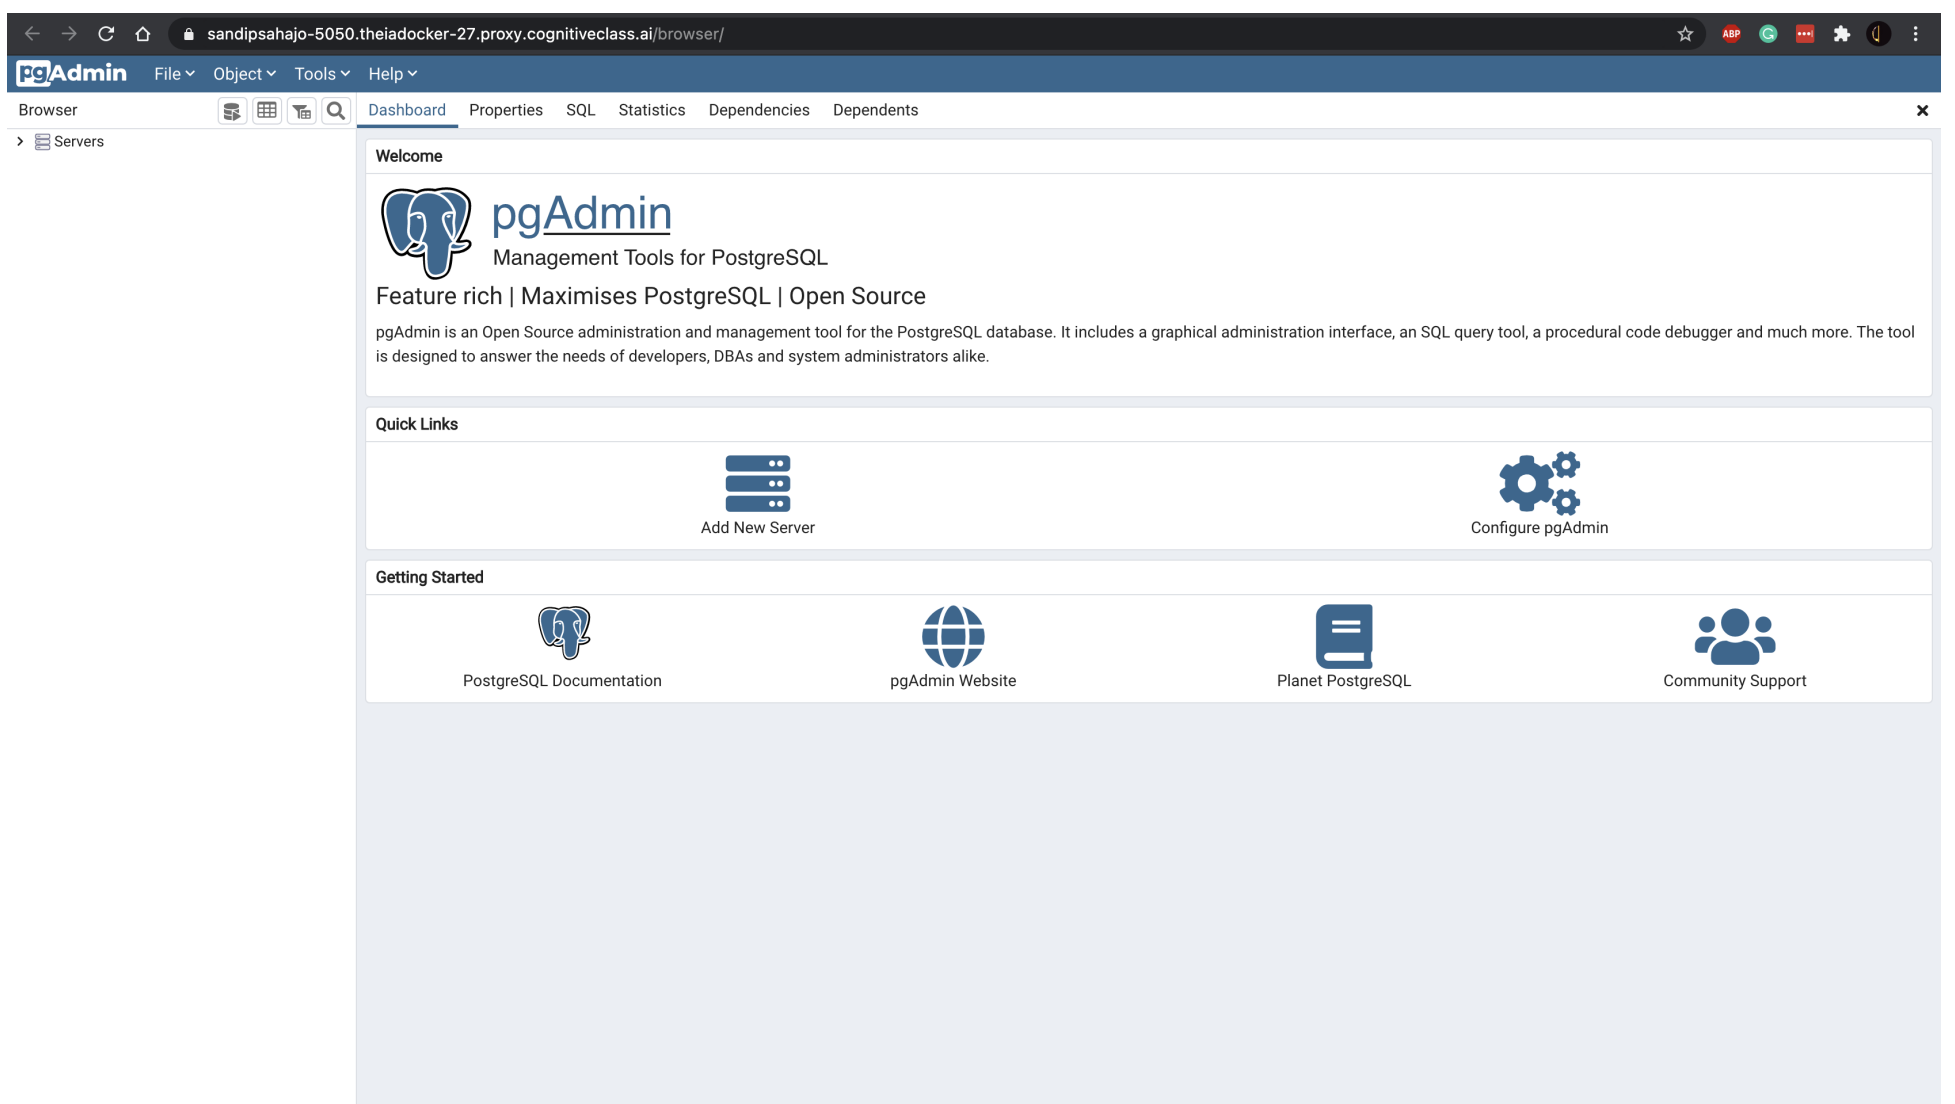 sandipsahajo-5050.theiadocker-27.proxy.cognitiveclass.ai/browser/
ABP
pgAdmin File Object Tools Help
Browser
Dashboard Properties SQL Statistics Dependencies Dependents
Servers
Welcome
pgAdmin
Management Tools for PostgreSQL
Feature rich | Maximises PostgreSQL | Open Source
pgAdmin is an Open Source administration and management tool for the PostgreSQL database. It includes a graphical administration interface, an SQL query tool, a procedural code debugger and much more. The tool
is designed to answer the needs of developers, DBAs and system administrators alike.
Quick Links
Add New Server
Configure pgAdmin
Getting Started
PostgreSQL Documentation
pgAdmin Website
Planet PostgreSQL
Community Support